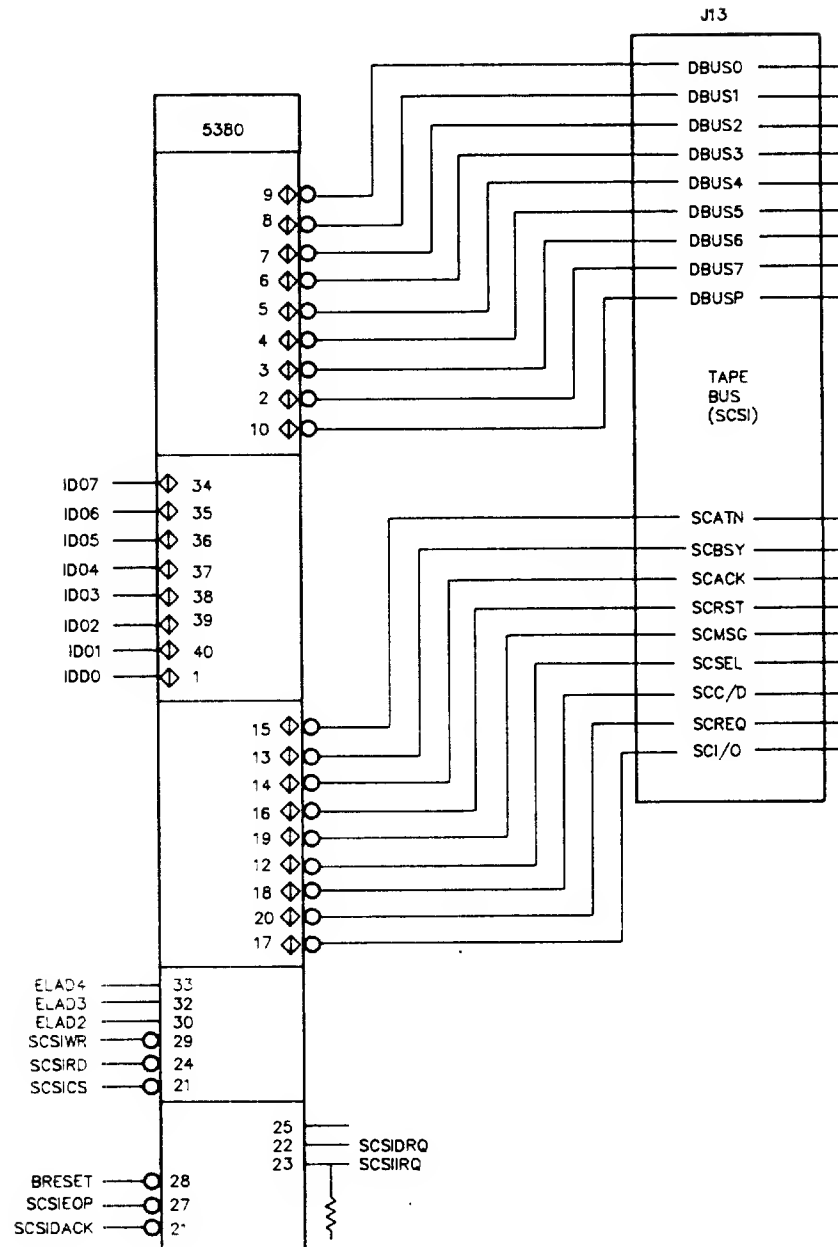 J13
5380
DBUS0
DBUS1
DBUS2
DBUS3
DBUS4
DBUS5
DBUS6
DBUS7
DBUSP
TAPE
BUS
(SCSI)
9
8
7
6
5
4
3
2
10
ID07 34
ID06 35
ID05 36
ID04 37
ID03 38
ID02 39
ID01 40
IDD0 1
SCATN
SCBSY
SCACK
SCRST
SCMSG
SCSEL
SCC/D
SCREQ
SCI/O
15
13
14
16
19
12
18
20
17
ELAD4 33
ELAD3 32
ELAD2 30
SCSIWR 29
SCSIRD 24
SCSICS 21
25
22 SCSIDRQ
23 SCSIIRQ
BRESET 28
SCSIEOP 27
SCSIDACK